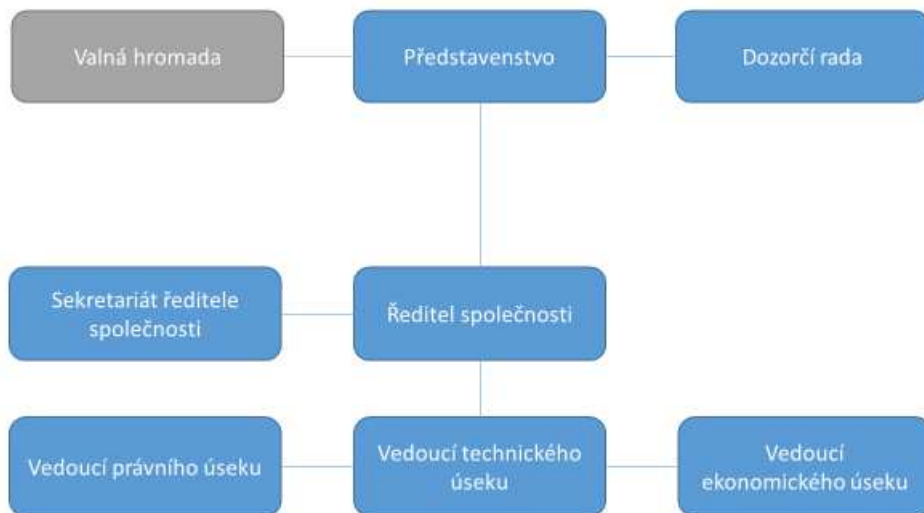 Valná hromada
Představenstvo
Dozorčí rada
Sekretariát ředitele
společnosti
Ředitel společnosti
Vedoucí právního úseku
Vedoucí technického
úseku
Vedoucí
ekonomického úseku